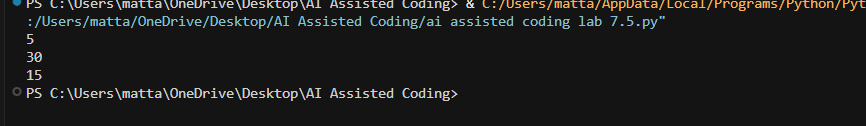 PS C:\Users\matta\OneDrive\Desktop\AI Assisted Coding> & C:/Users/matta/AppData/Local/Programs/Python/Pyt
:/Users/matta/OneDrive/Desktop/AI Assisted Coding/ai assisted coding lab 7.5.py"
5
30
15
PS C:\Users\matta\OneDrive\Desktop\AI Assisted Coding>